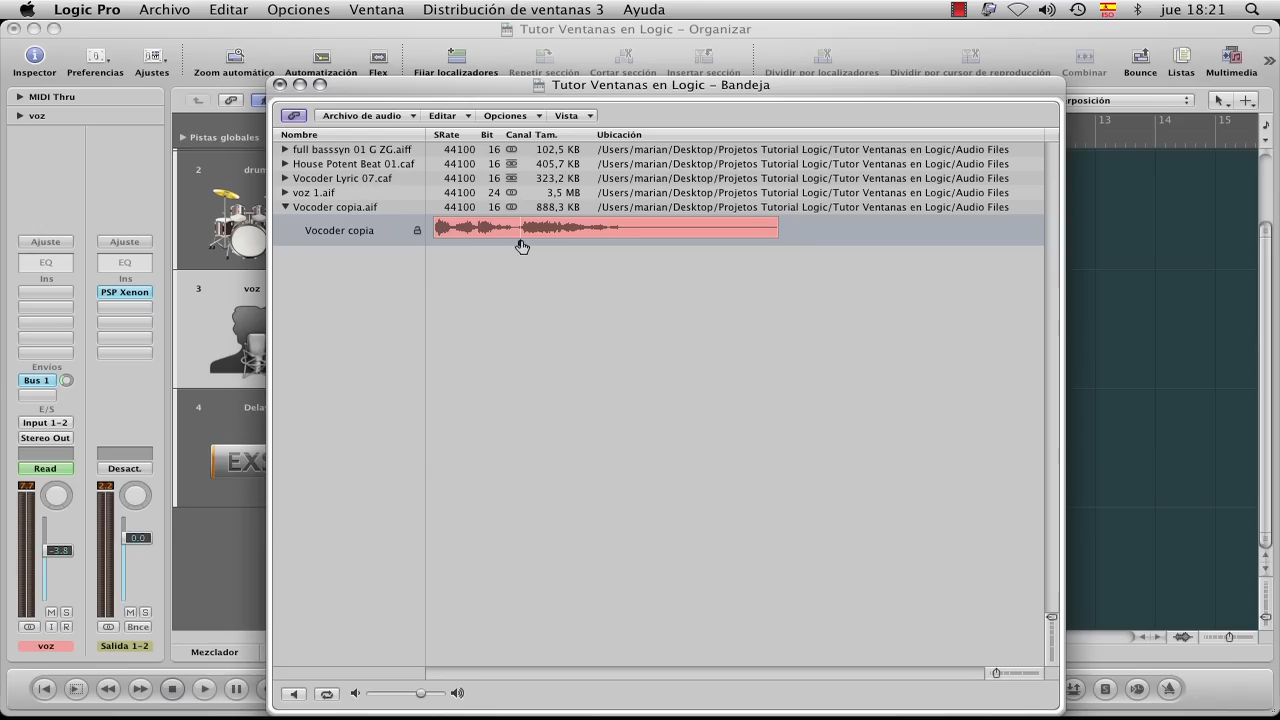 Logic Pro Archivo Editar Opciones Ventana Distribución de ventanas 3 Ayuda ISO jue 18:21
Tutor Ventanas en Logic – Organizar
Inspector Preferencias Ajustes Zoom automático Automatización Flex Fijar localizadores Repetir sección Cortar sección Insertar sección Dividir por localizadores Dividir por cursor de reproducción Combinar Bounce Listas Multimedia
Tutor Ventanas en Logic – Bandeja
MIDI Thru
voz
Archivo de audio Editar Opciones Vista
Pistas globales
13 14 15
Nombre SRate Bit Canal Tam. Ubicación
full basssyn 01 G ZG.aiff 44100 16 102,5 KB /Users/marian/Desktop/Projetos Tutorial Logic/Tutor Ventanas en Logic/Audio Files
House Potent Beat 01.caf 44100 16 405,7 KB /Users/marian/Desktop/Projetos Tutorial Logic/Tutor Ventanas en Logic/Audio Files
Vocoder Lyric 07.caf 44100 16 323,2 KB /Users/marian/Desktop/Projetos Tutorial Logic/Tutor Ventanas en Logic/Audio Files
voz 1.aif 44100 24 3,5 MB /Users/marian/Desktop/Projetos Tutorial Logic/Tutor Ventanas en Logic/Audio Files
Vocoder copia.aif 44100 16 888,3 KB /Users/marian/Desktop/Projetos Tutorial Logic/Tutor Ventanas en Logic/Audio Files
Vocoder copia
2 drum
3 voz
4 Dela
EXS
Ajuste Ajuste
EQ EQ
Ins Ins
PSP Xenon
Envios
Bus 1
E/S
Input 1-2
Stereo Out
Read Desact.
7.7 2.2
-3.8 0.0
M S M S
I R Bnce
voz Salida 1-2
Mezclador